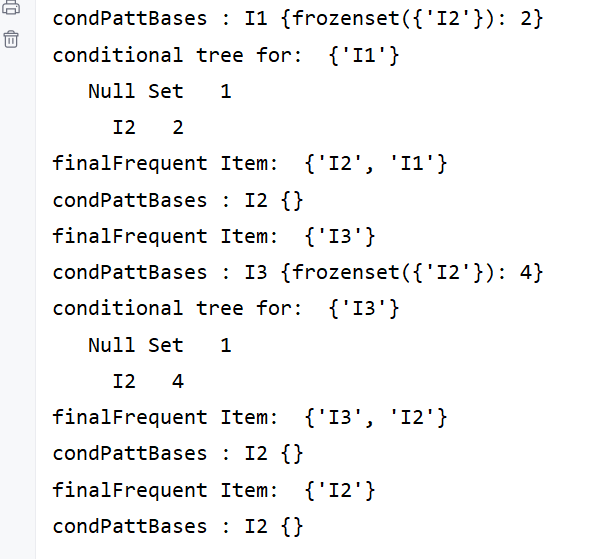 condPattBases : I1 {frozenset({'I2'}): 2}
conditional tree for:  {'I1'}
   Null Set   1
     I2   2
finalFrequent Item:  {'I2', 'I1'}
condPattBases : I2 {}
finalFrequent Item:  {'I3'}
condPattBases : I3 {frozenset({'I2'}): 4}
conditional tree for:  {'I3'}
   Null Set   1
     I2   4
finalFrequent Item:  {'I3', 'I2'}
condPattBases : I2 {}
finalFrequent Item:  {'I2'}
condPattBases : I2 {}